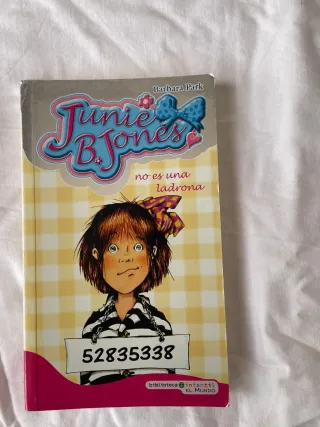 Barbara Park
Junie
B. Jones
no es una
ladrona
52835338
biblioteca infantil
EL MUNDO